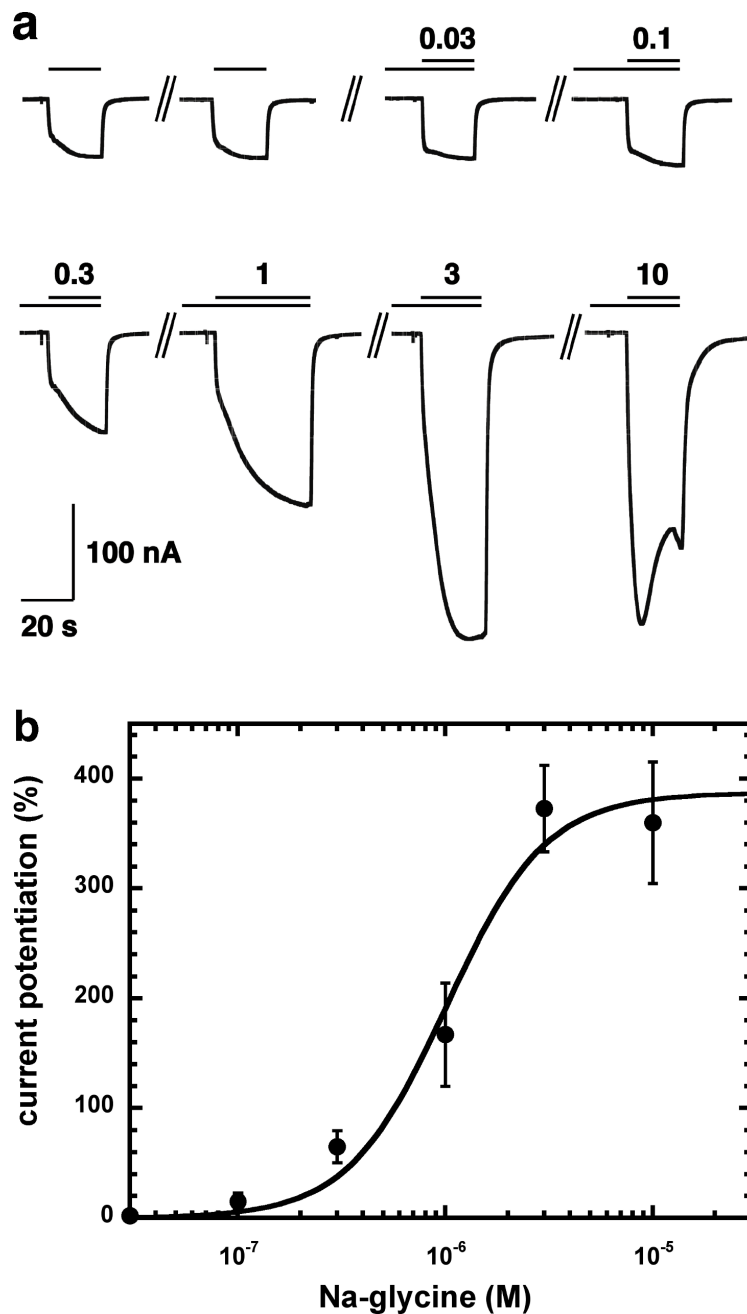 a
0.03 0.1
0.3 1 3 10
100 nA
20 s
b
400
300
200
100
0
10⁻⁷ 10⁻⁶ 10⁻⁵
current potentiation (%)
Na-glycine (M)